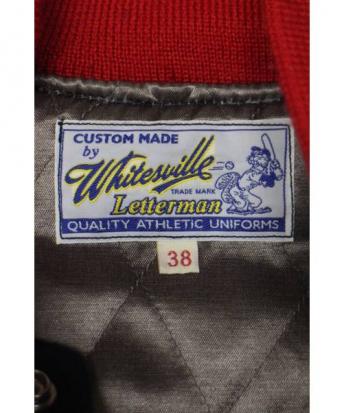 CUSTOM MADE
by
Whitesville
TRADE MARK
Letterman
QUALITY ATHLETIC UNIFORMS
38